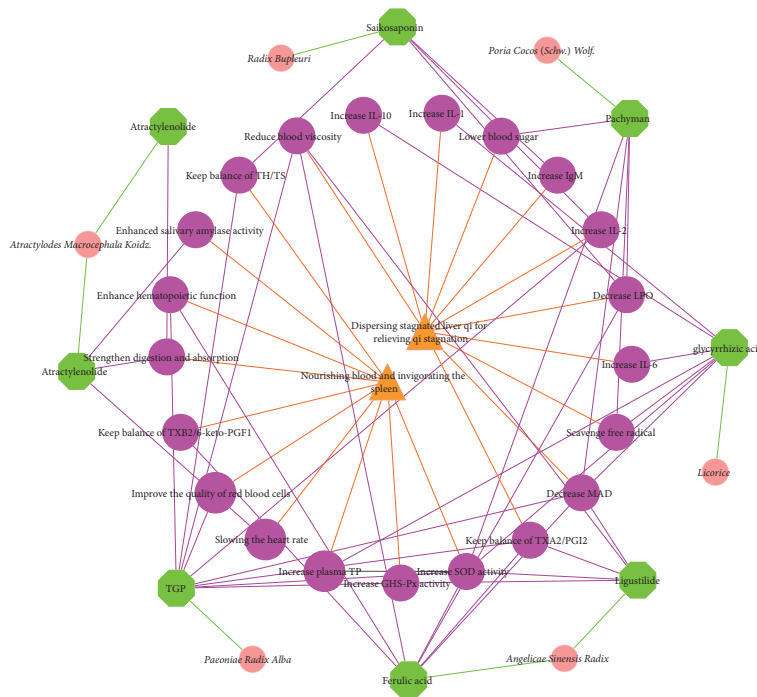 Saikosaponin
Radix Bupleuri
Poria Cocos (Schw.) Wolf.
Increase IL-10
Increase IL-1
Pachyman
Atractylenolide
Reduce blood viscosity
Lower blood sugar
Keep balance of TH/TS
Increase IgM
Enhanced salivary amylase activity
Increase IL-2
Atractylodes Macrocephala Koidz.
Enhance hematopoietic function
Decrease LPO
Dispersing stagnated liver qi for
relieving qi stagnation
glycyrrhizic acid
Strengthen digestion and absorption
Increase IL-6
Atractylenolide
Nourishing blood and invigorating the
spleen
Keep balance of TXB2/6-keto-PGF1
Scavenge free radical
Licorice
Improve the quality of red blood cells
Decrease MAD
Slowing the heart rate
Keep balance of TXA2/PGI2
Increase plasma TP
Increase SOD activity
Increase GHS-Px activity
Ligustilide
TGP
Paeoniae Radix Alba
Angelicae Sinensis Radix
Ferulic acid